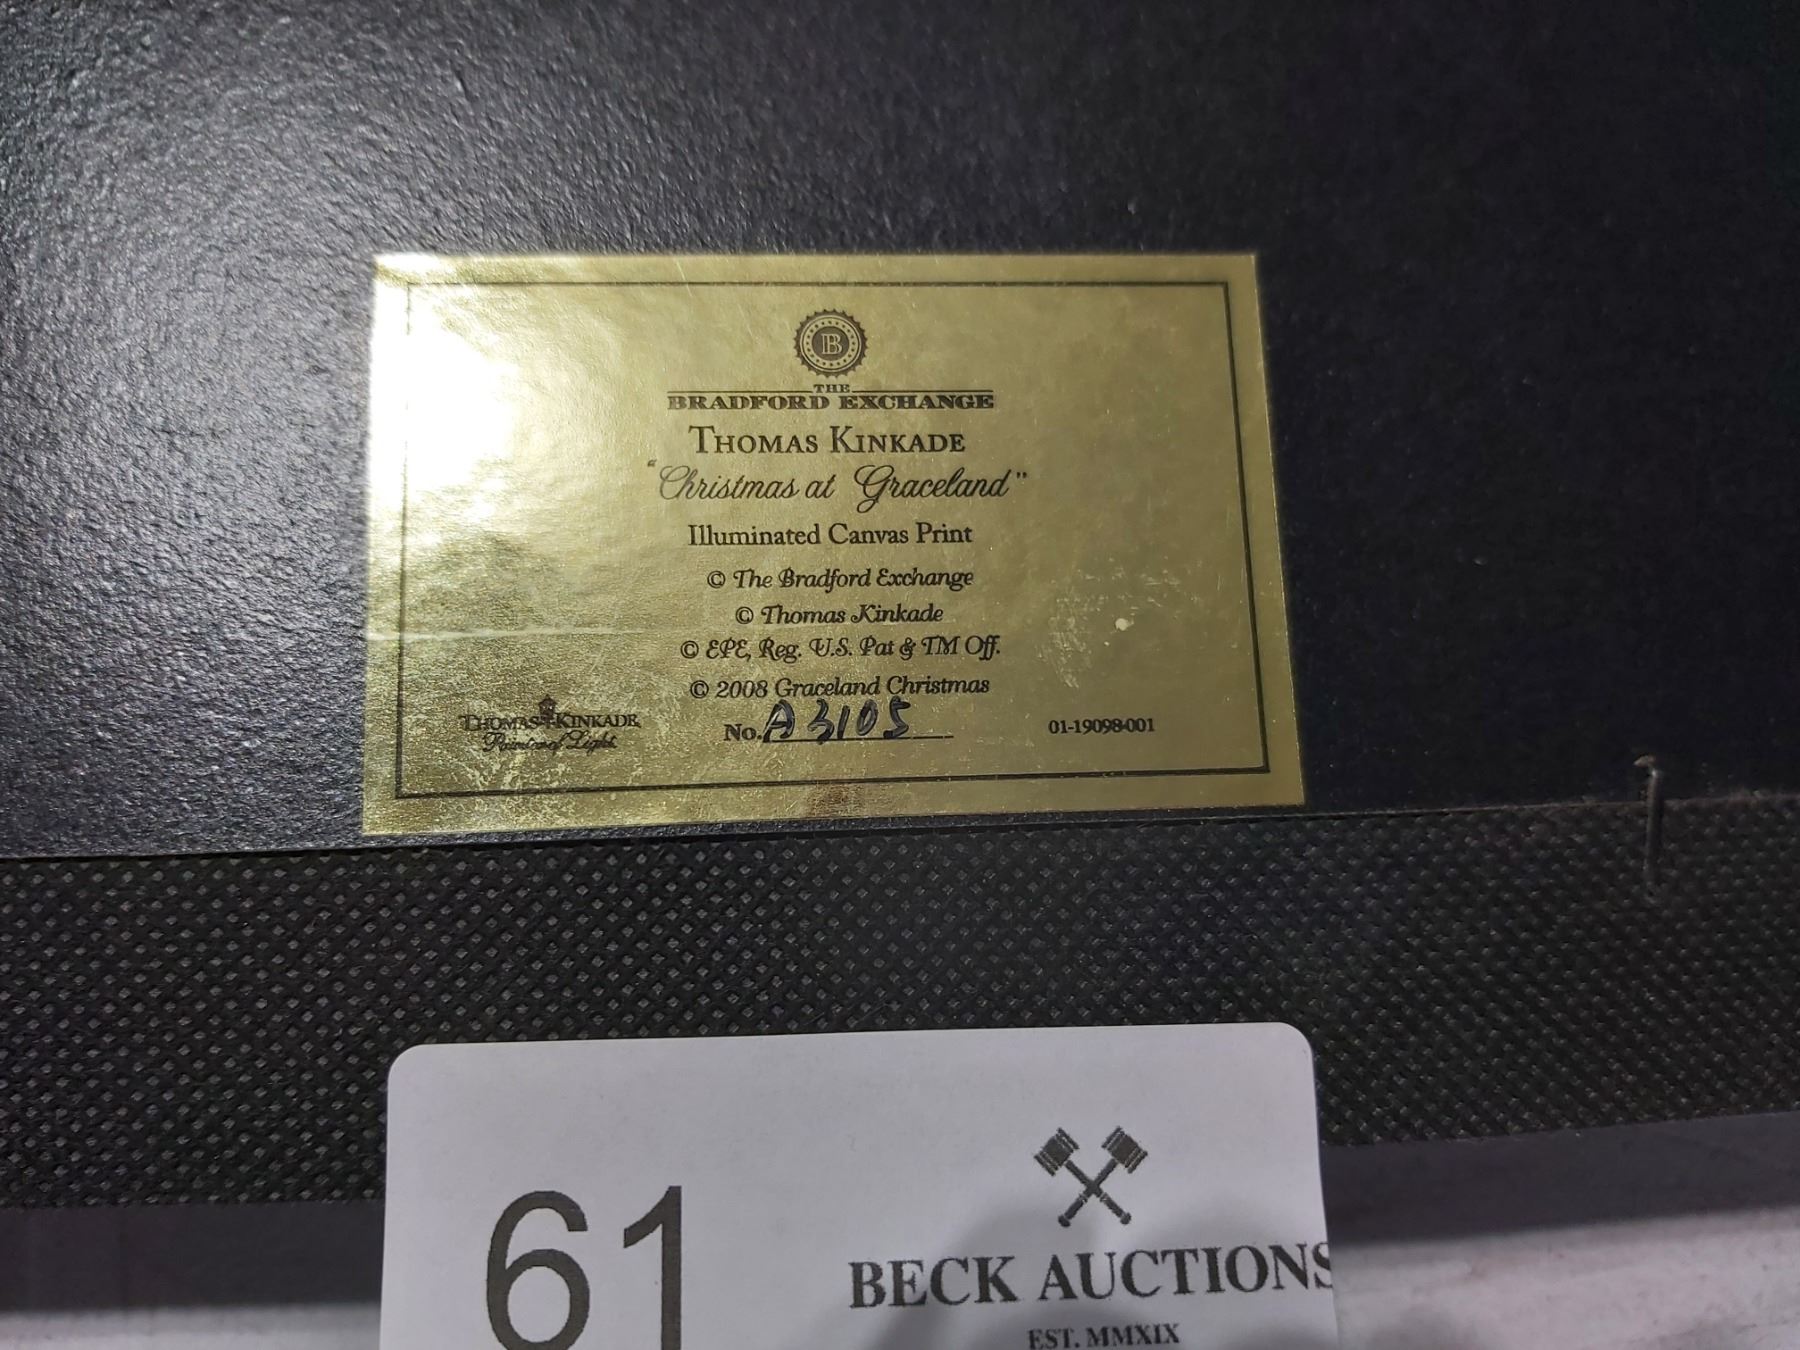 B
THE
BRADFORD EXCHANGE
THOMAS KINKADE
"Christmas at Graceland"
Illuminated Canvas Print
© The Bradford Exchange
© Thomas Kinkade
© EPE, Reg. U.S. Pat & TM Off.
© 2008 Graceland Christmas
THOMAS KINKADE
Painter of Light
No. A3105
01-19098-001
61
BECK AUCTIONS
EST. MMXIX